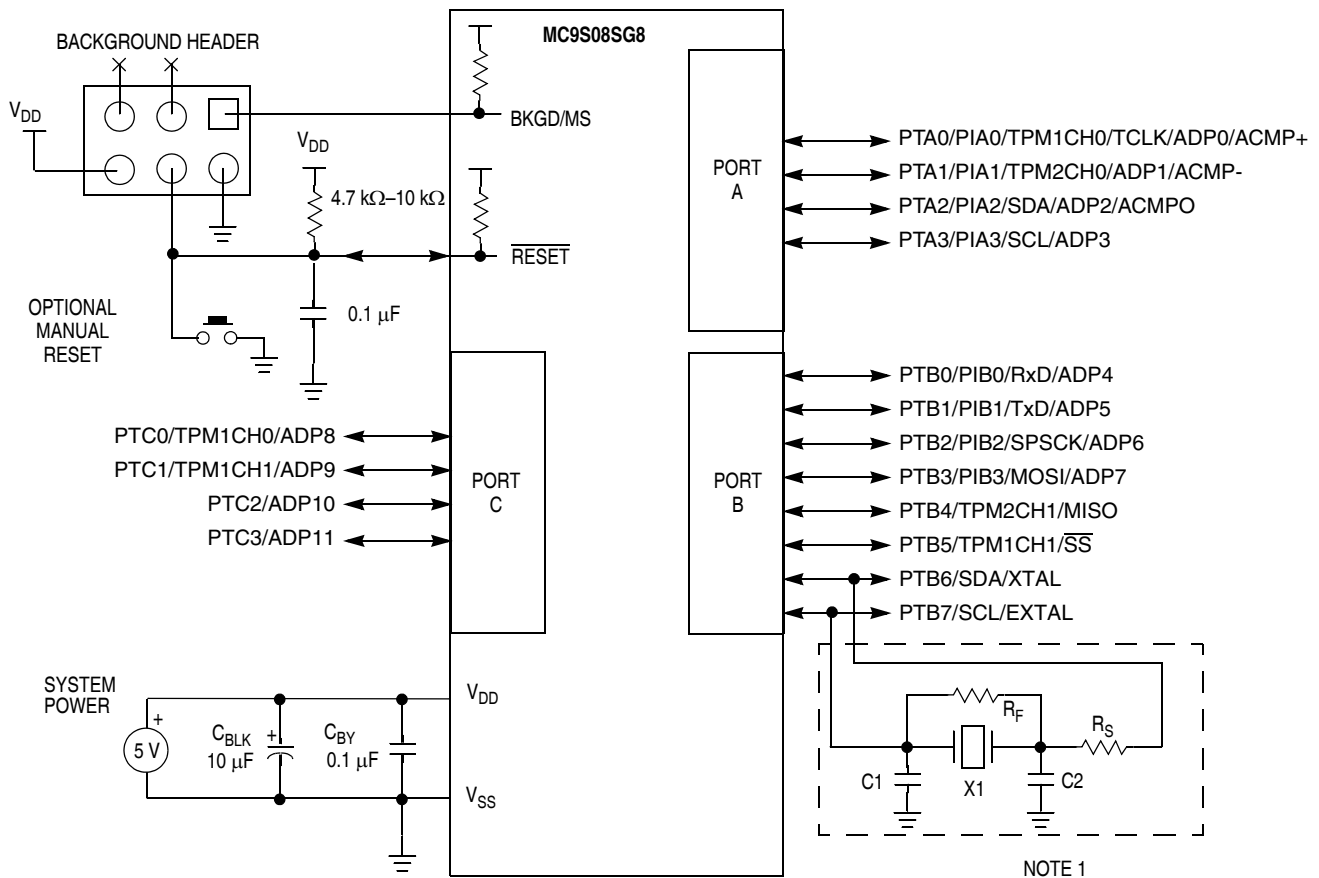 MC9S08SG8
BACKGROUND HEADER
V_DD
BKGD/MS
V_DD
4.7 kΩ–10 kΩ
R̅E̅S̅E̅T̅
OPTIONAL
MANUAL
RESET
0.1 μF
PORT
A
PTA0/PIA0/TPM1CH0/TCLK/ADP0/ACMP+
PTA1/PIA1/TPM2CH0/ADP1/ACMP-
PTA2/PIA2/SDA/ADP2/ACMPO
PTA3/PIA3/SCL/ADP3
PTC0/TPM1CH0/ADP8
PTC1/TPM1CH1/ADP9
PTC2/ADP10
PTC3/ADP11
PORT
C
PORT
B
PTB0/PIB0/RxD/ADP4
PTB1/PIB1/TxD/ADP5
PTB2/PIB2/SPSCK/ADP6
PTB3/PIB3/MOSI/ADP7
PTB4/TPM2CH1/MISO
PTB5/TPM1CH1/S̅S̅
PTB6/SDA/XTAL
PTB7/SCL/EXTAL
SYSTEM
POWER
+
5 V
C_BLK
+
10 μF
C_BY
0.1 μF
V_DD
V_SS
R_F
R_S
C1
X1
C2
NOTE 1